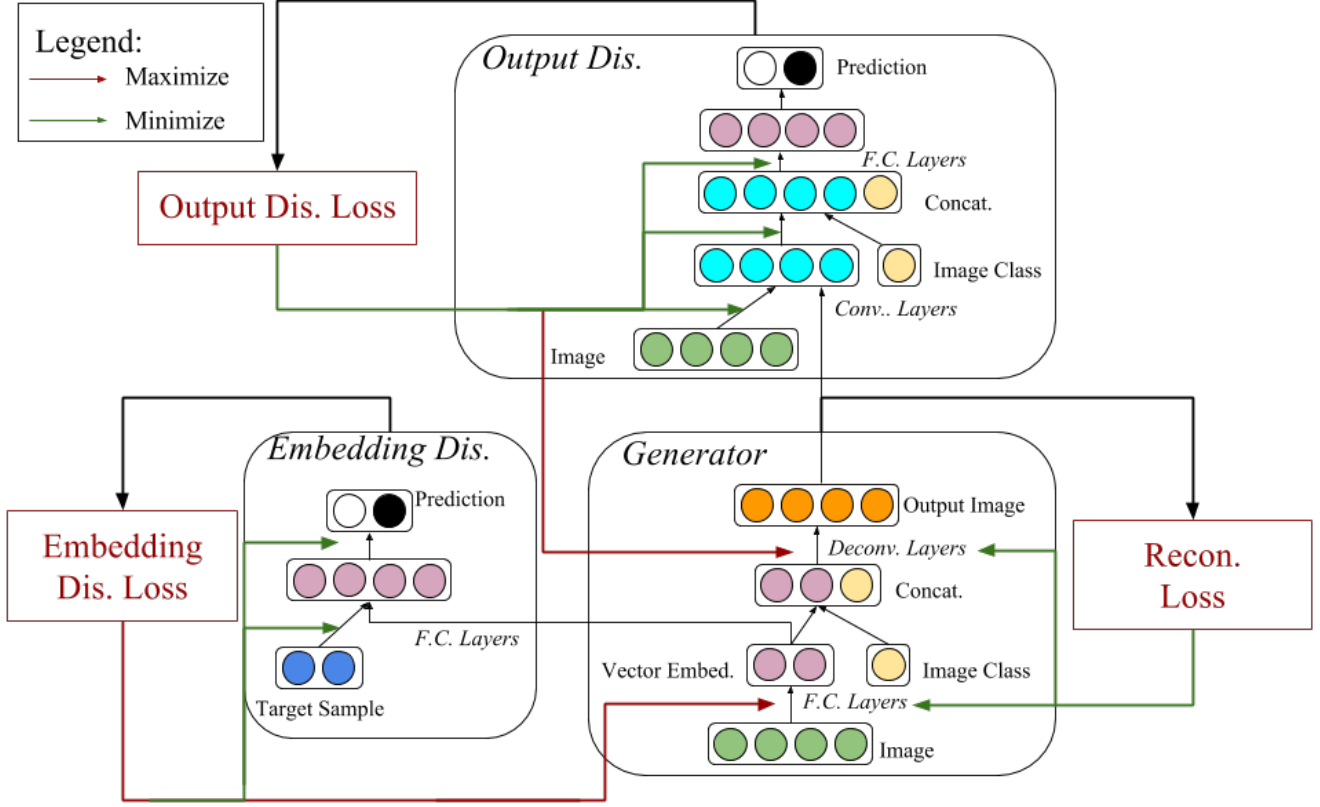 Legend:
Maximize
Minimize
Output Dis.
Prediction
F.C. Layers
Concat.
Image Class
Conv.. Layers
Image
Output Dis. Loss
Embedding Dis.
Prediction
F.C. Layers
Target Sample
Embedding
Dis. Loss
Generator
Output Image
Deconv. Layers
Concat.
Vector Embed.
Image Class
F.C. Layers
Image
Recon.
Loss